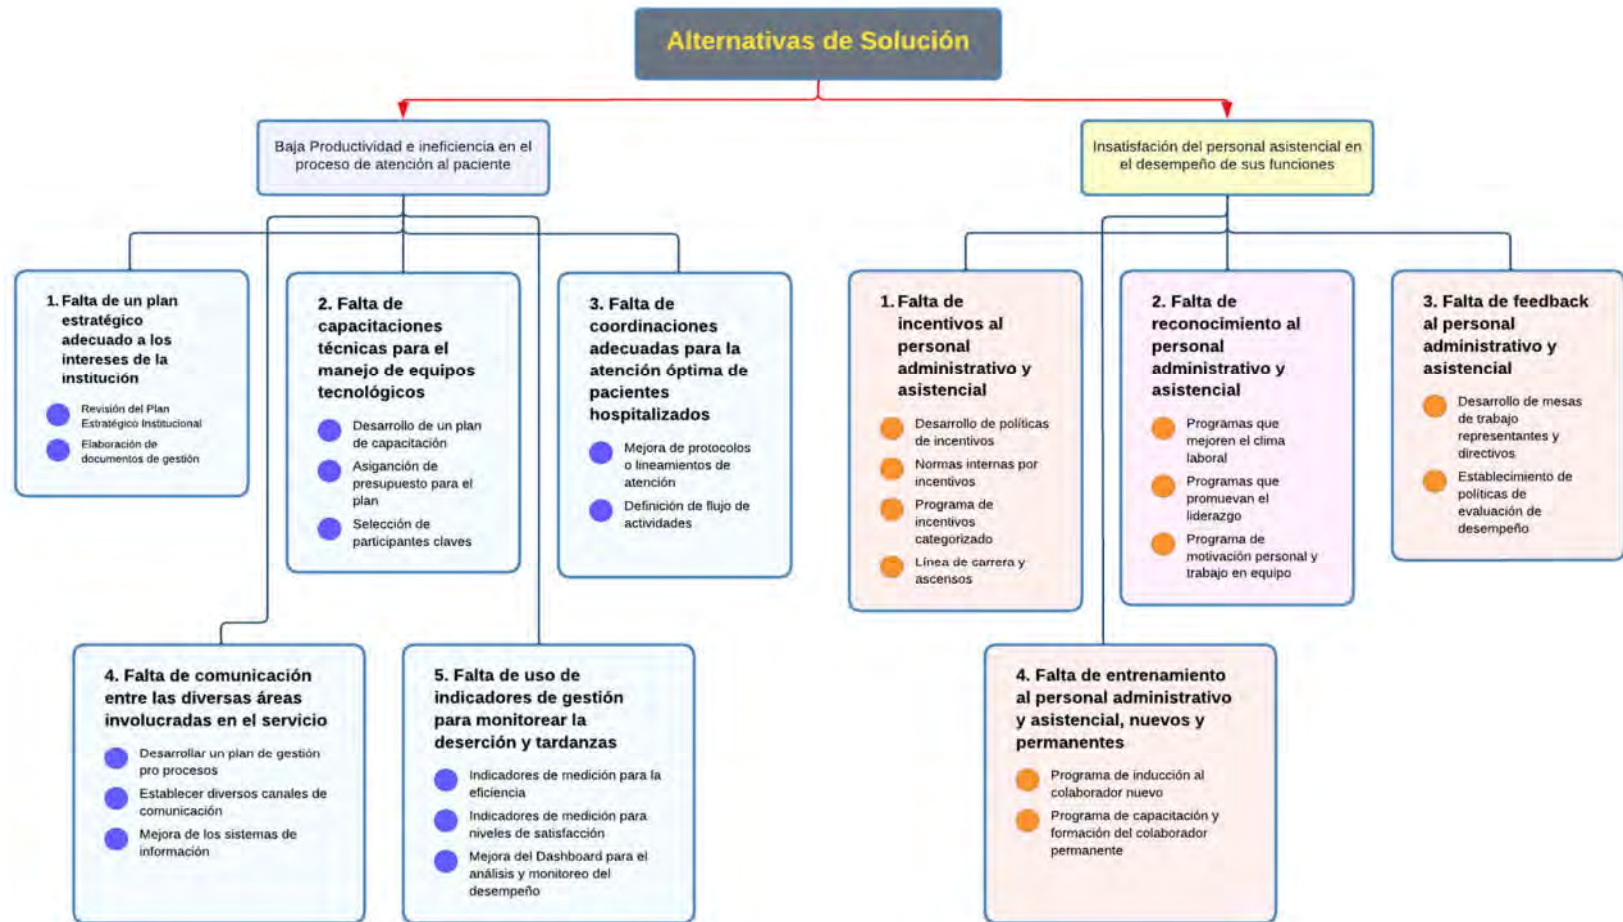 Alternativas de Solución
Baja Productividad e ineficiencia en el
proceso de atención al paciente
Insatisfación del personal asistencial en
el desempeño de sus funciones
1. Falta de un plan
estratégico
adecuado a los
intereses de la
institución
Revisión del Plan
Estratégico Institucional
Elaboración de
documentos de gestión
2. Falta de
capacitaciones
técnicas para el
manejo de equipos
tecnológicos
Desarrollo de un plan
de capacitación
Asigancón de
presupuesto para el
plan
Selección de
participantes claves
3. Falta de
coordinaciones
adecuadas para la
atención óptima de
pacientes
hospitalizados
Mejora de protocolos
o lineamientos de
atención
Definición de flujo de
actividades
1. Falta de
incentivos al
personal
administrativo y
asistencial
Desarrollo de políticas
de incentivos
Normas internas por
incentivos
Programa de
incentivos
categorizado
Línea de carrera y
ascensos
2. Falta de
reconocimiento al
personal
administrativo y
asistencial
Programas que
mejoren el clima
laboral
Programas que
promuevan el
liderazgo
Programa de
motivación personal y
trabajo en equipo
3. Falta de feedback
al personal
administrativo y
asistencial
Desarrollo de mesas
de trabajo
representantes y
directivos
Establecimiento de
políticas de
evaluación de
desempeño
4. Falta de comunicación
entre las diversas áreas
involucradas en el servicio
Desarrollar un plan de gestión
pro procesos
Establecer diversos canales de
comunicación
Mejora de los sistemas de
información
5. Falta de uso de
indicadores de gestión
para monitorear la
deserción y tardanzas
Indicadores de medición para la
eficiencia
Indicadores de medición para
niveles de satisfacción
Mejora del Dashboard para el
análisis y monitoreo del
desempeño
4. Falta de entrenamiento
al personal administrativo
y asistencial, nuevos y
permanentes
Programa de inducción al
colaborador nuevo
Programa de capacitación y
formación del colaborador
permanente